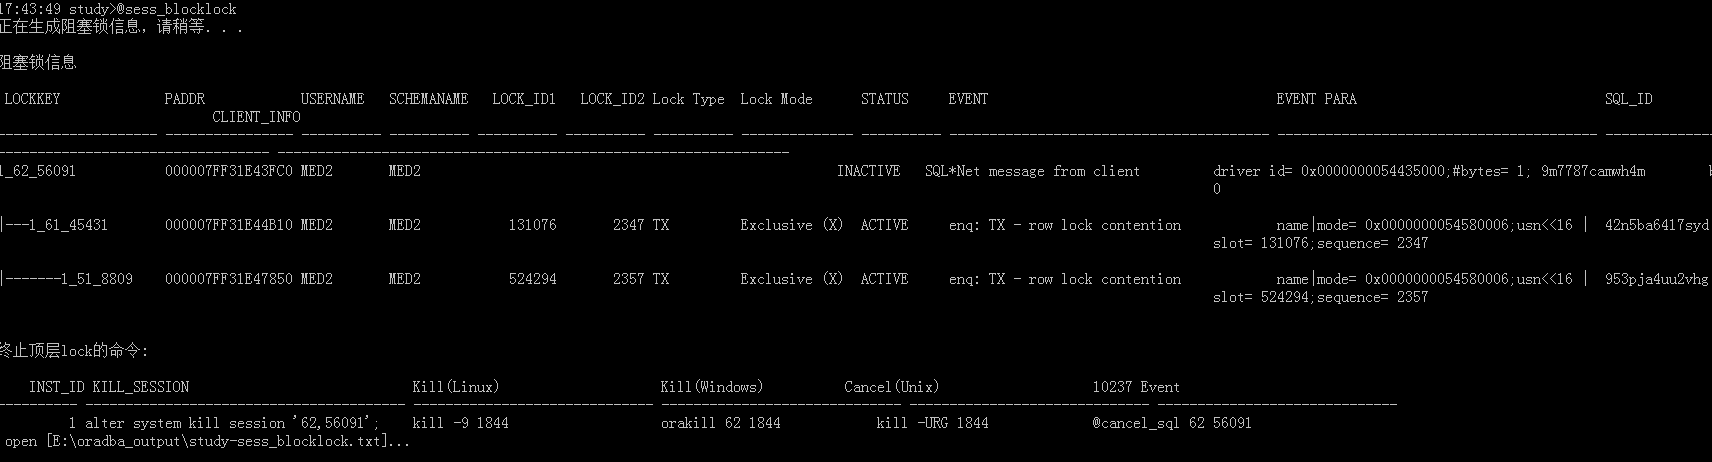 17:43:49 study>@sess_blocklock
正在生成阻塞锁信息，请稍等. . .
阻塞锁信息
LOCKKEY PADDR USERNAME SCHEMANAME LOCK_ID1 LOCK_ID2 Lock Type Lock Mode STATUS EVENT EVENT PARA SQL_ID
CLIENT_INFO
1_62_56091 000007FF31E43FC0 MED2 MED2 INACTIVE SQL*Net message from client driver id= 0x0000000054435000;#bytes= 1; 9m7787camwh4m
0
|---1_61_45431 000007FF31E44B10 MED2 MED2 131076 2347 TX Exclusive (X) ACTIVE enq: TX - row lock contention name|mode= 0x0000000054580006;usn<<16 | 42n5ba6417syd
slot= 131076;sequence= 2347
|-------1_51_8809 000007FF31E47850 MED2 MED2 524294 2357 TX Exclusive (X) ACTIVE enq: TX - row lock contention name|mode= 0x0000000054580006;usn<<16 | 953pja4uu2vhg
slot= 524294;sequence= 2357
终止顶层lock的命令:
INST_ID KILL_SESSION Kill(Linux) Kill(Windows) Cancel(Unix) 10237 Event
1 alter system kill session '62,56091'; kill -9 1844 orakill 62 1844 kill -URG 1844 @cancel_sql 62 56091
open [E:\oradba_output\study-sess_blocklock.txt]...